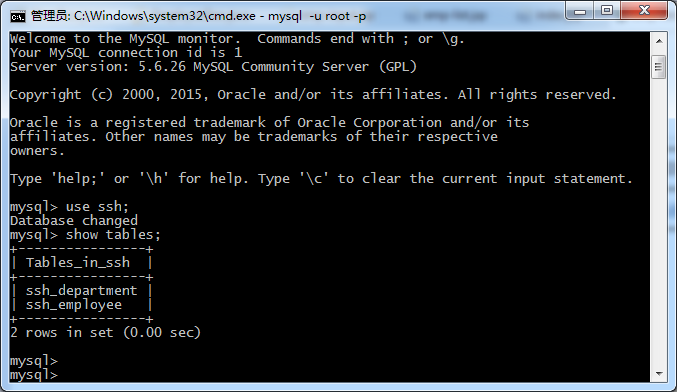 管理员: C:\Windows\system32\cmd.exe - mysql  -u root -p
Welcome to the MySQL monitor.  Commands end with ; or \g.
Your MySQL connection id is 1
Server version: 5.6.26 MySQL Community Server (GPL)
Copyright (c) 2000, 2015, Oracle and/or its affiliates. All rights reserved.
Oracle is a registered trademark of Oracle Corporation and/or its
affiliates. Other names may be trademarks of their respective
owners.
Type 'help;' or '\h' for help. Type '\c' to clear the current input statement.
mysql> use ssh;
Database changed
mysql> show tables;
+----------------+
| Tables_in_ssh  |
+----------------+
| ssh_department |
| ssh_employee   |
+----------------+
2 rows in set (0.00 sec)
mysql>
mysql>